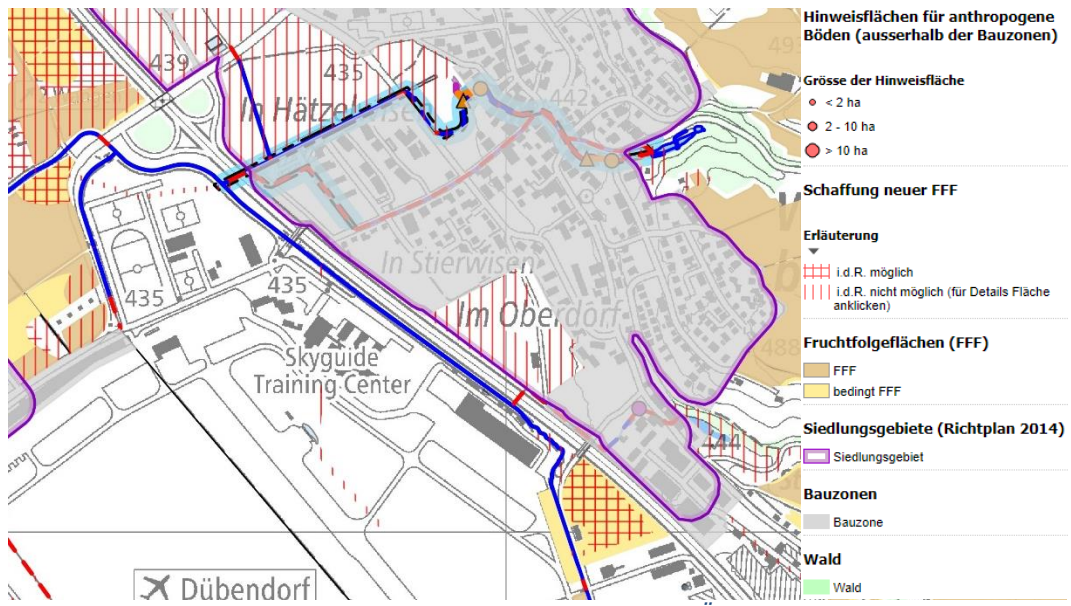 439
435
In Hätzelwisen
442
435
435
In Stierwisen
Im Oberdorf
488
Skyguide
Training Center
444
Dübendorf
Hinweisflächen für anthropogene
Böden (ausserhalb der Bauzonen)
Grösse der Hinweisfläche
< 2 ha
2 - 10 ha
> 10 ha
Schaffung neuer FFF
Erläuterung
i.d.R. möglich
i.d.R. nicht möglich (für Details Fläche
anklicken)
Fruchtfolgeflächen (FFF)
FFF
bedingt FFF
Siedlungsgebiete (Richtplan 2014)
Siedlungsgebiet
Bauzonen
Bauzone
Wald
Wald